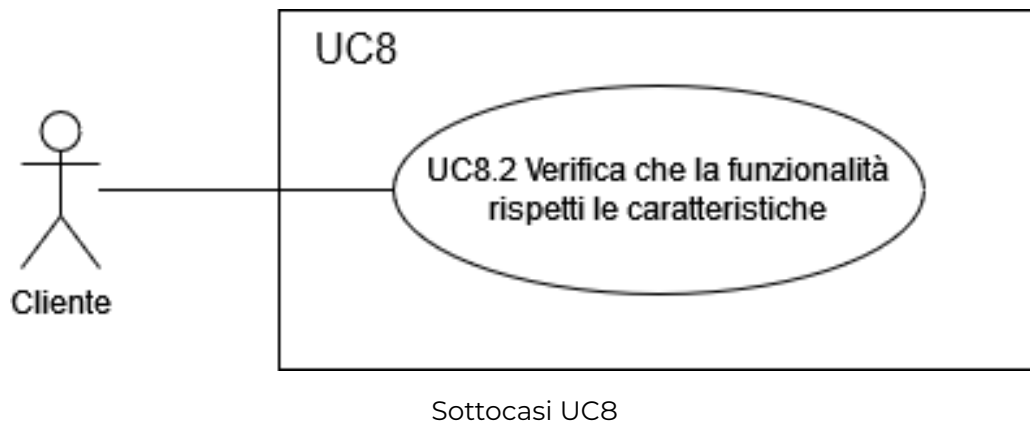 UC8
UC8.2 Verifica che la funzionalità
rispetti le caratteristiche
Cliente
Sottocasi UC8